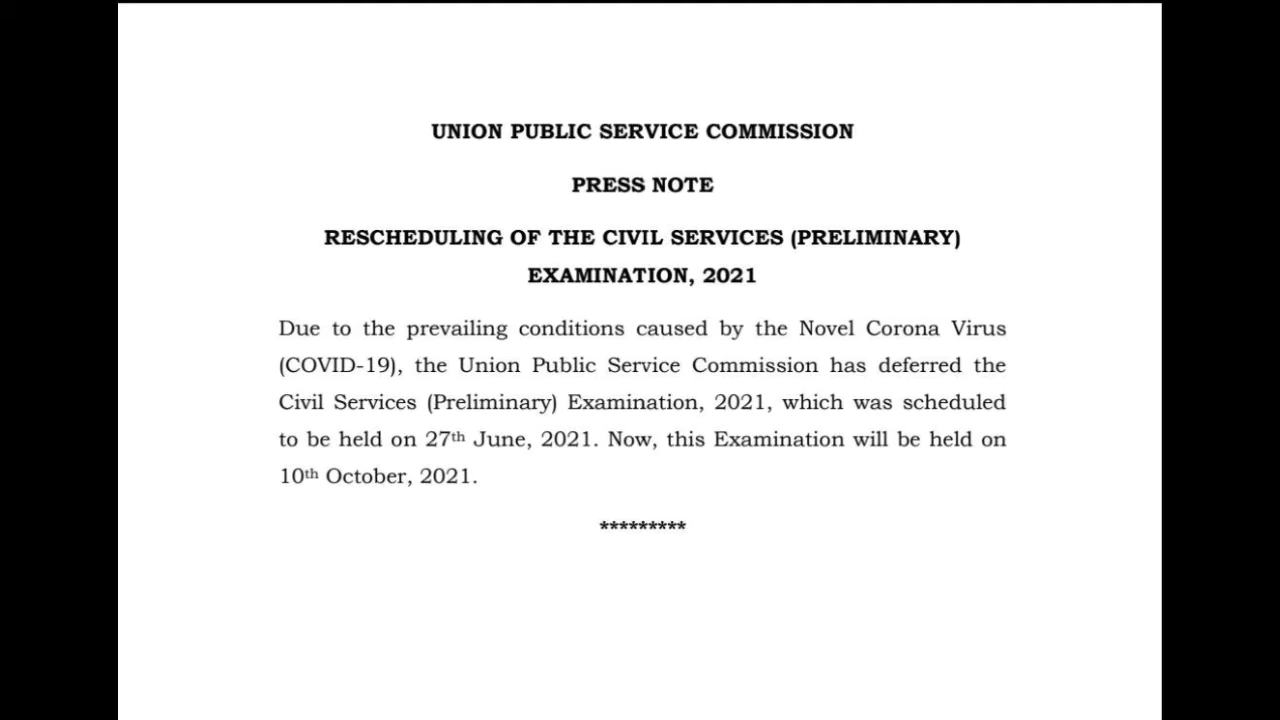 UNION PUBLIC SERVICE COMMISSION
PRESS NOTE
RESCHEDULING OF THE CIVIL SERVICES (PRELIMINARY)
EXAMINATION, 2021
Due to the prevailing conditions caused by the Novel Corona Virus
(COVID-19), the Union Public Service Commission has deferred the
Civil Services (Preliminary) Examination, 2021, which was scheduled
to be held on 27th June, 2021. Now, this Examination will be held on
10th October, 2021.
*********